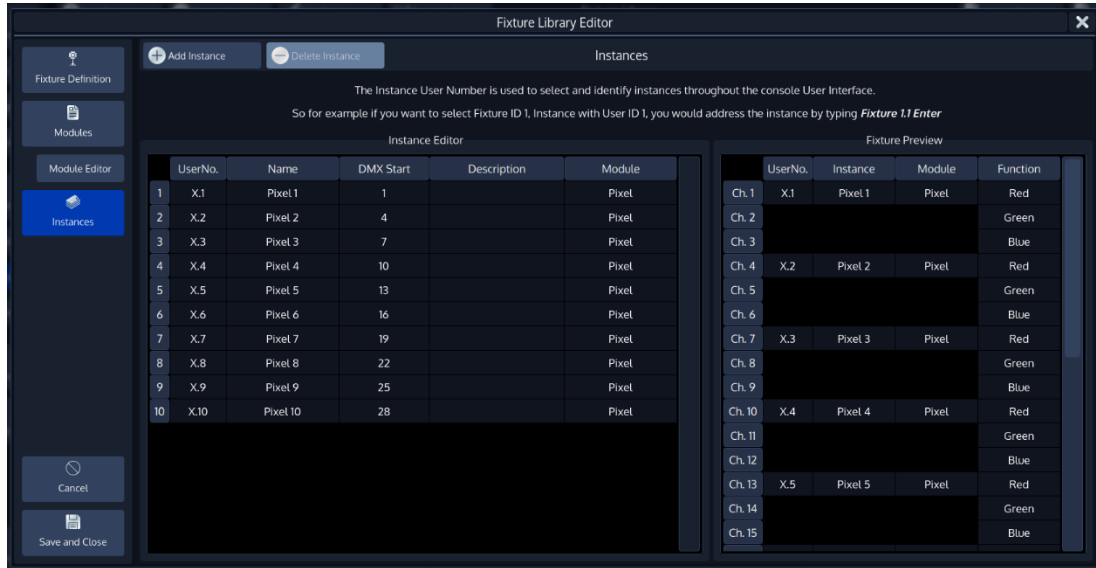 Fixture Library Editor
Fixture Definition
Modules
Module Editor
Instances
Cancel
Save and Close
Add Instance Delete Instance Instances
The Instance User Number is used to select and identify instances throughout the console User Interface.
So for example if you want to select Fixture ID 1, Instance with User ID 1, you would address the instance by typing Fixture 1.1 Enter
Instance Editor
UserNo. Name DMX Start Description Module
1 X.1 Pixel 1 1 Pixel
2 X.2 Pixel 2 4 Pixel
3 X.3 Pixel 3 7 Pixel
4 X.4 Pixel 4 10 Pixel
5 X.5 Pixel 5 13 Pixel
6 X.6 Pixel 6 16 Pixel
7 X.7 Pixel 7 19 Pixel
8 X.8 Pixel 8 22 Pixel
9 X.9 Pixel 9 25 Pixel
10 X.10 Pixel 10 28 Pixel
Fixture Preview
UserNo. Instance Module Function
Ch. 1 X.1 Pixel 1 Pixel Red
Ch. 2 Green
Ch. 3 Blue
Ch. 4 X.2 Pixel 2 Pixel Red
Ch. 5 Green
Ch. 6 Blue
Ch. 7 X.3 Pixel 3 Pixel Red
Ch. 8 Green
Ch. 9 Blue
Ch. 10 X.4 Pixel 4 Pixel Red
Ch. 11 Green
Ch. 12 Blue
Ch. 13 X.5 Pixel 5 Pixel Red
Ch. 14 Green
Ch. 15 Blue